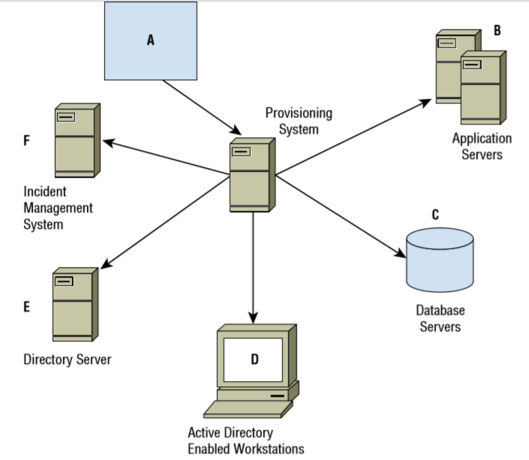 A
B
Provisioning
System
F
Application
Servers
Incident
Management
System
C
E
Database
Servers
D
Directory Server
Active Directory
Enabled Workstations